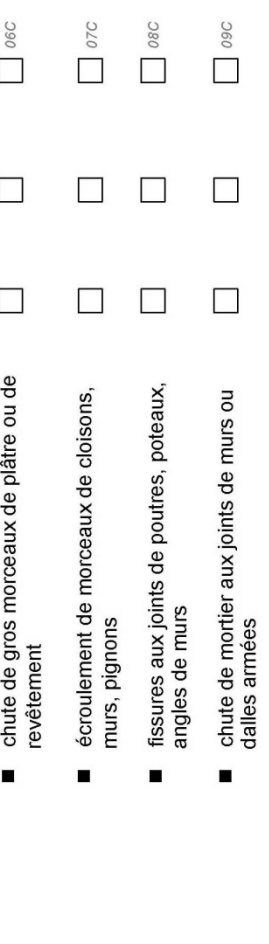 ■ chute de gros morceaux de plâtre ou de ☐ ☐ ☐ 06C
revêtement
■ écroulement de morceaux de cloisons, ☐ ☐ ☐ 07C
murs, pignons
■ fissures aux joints de poutres, poteaux, ☐ ☐ ☐ 08C
angles de murs
■ chute de mortier aux joints de murs ou ☐ ☐ ☐ 09C
dalles armées